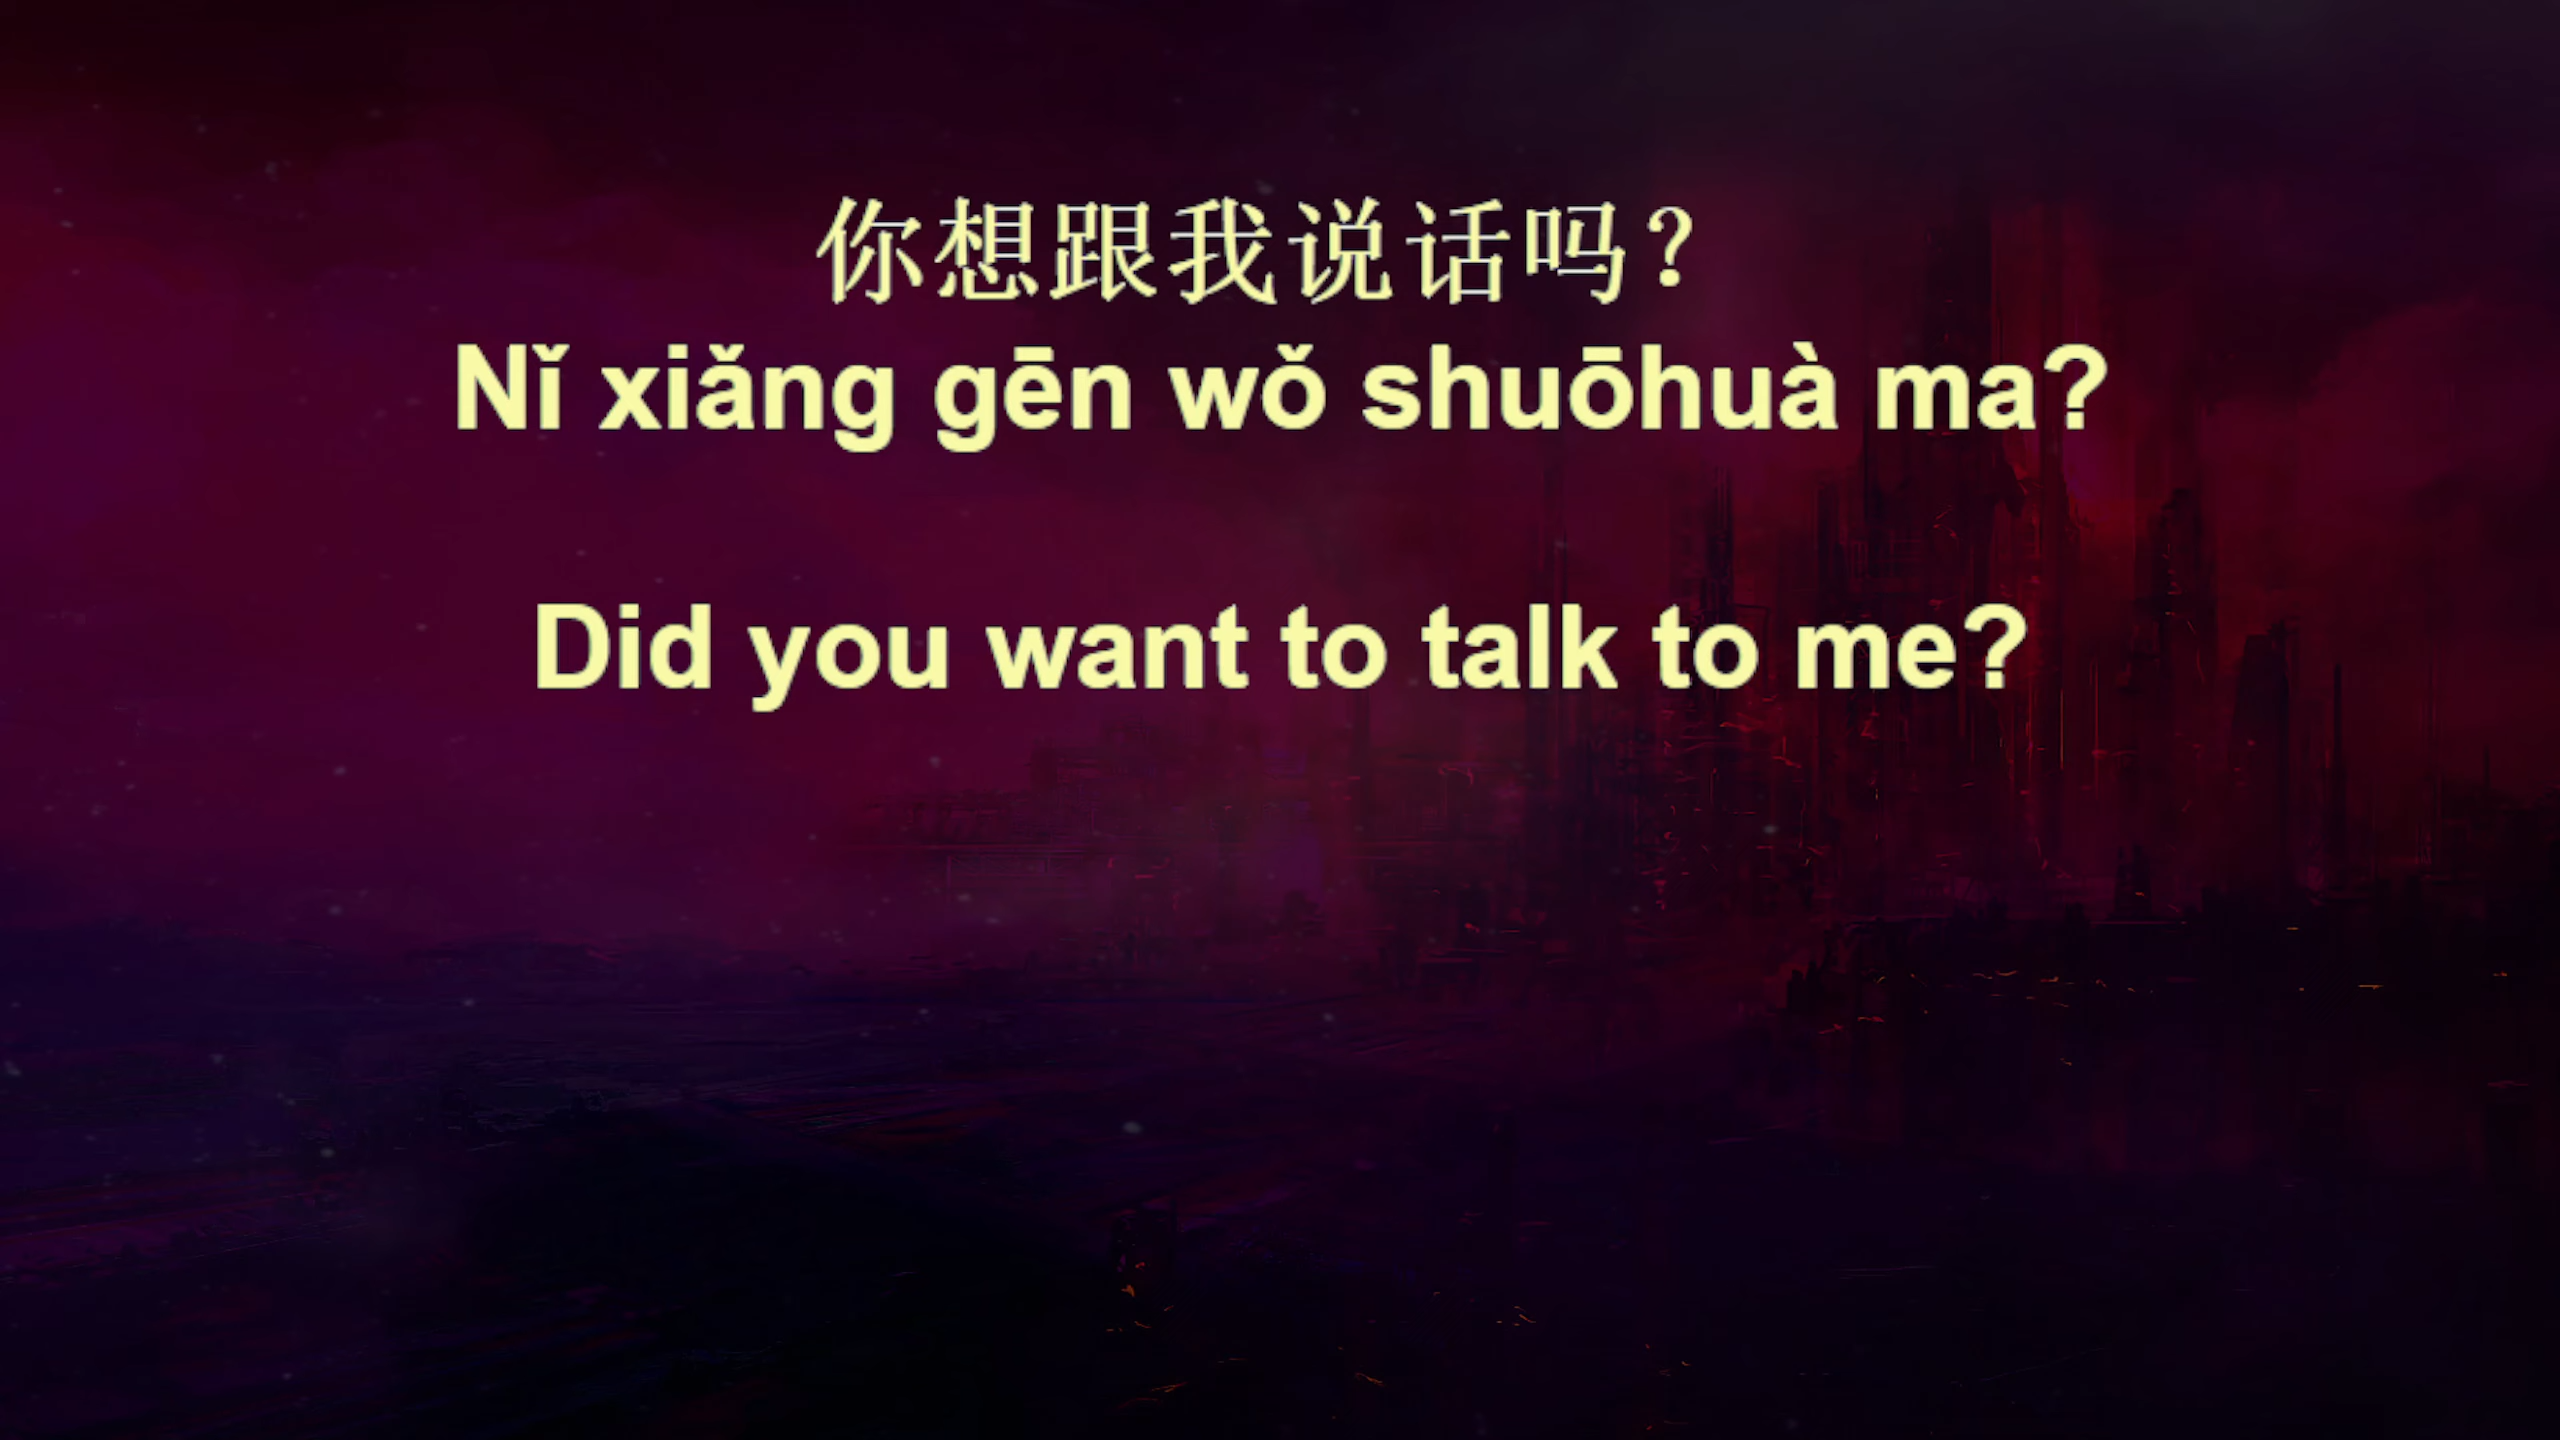 你想跟我说话吗？
Nǐ xiǎng gēn wǒ shuōhuà ma?
Did you want to talk to me?